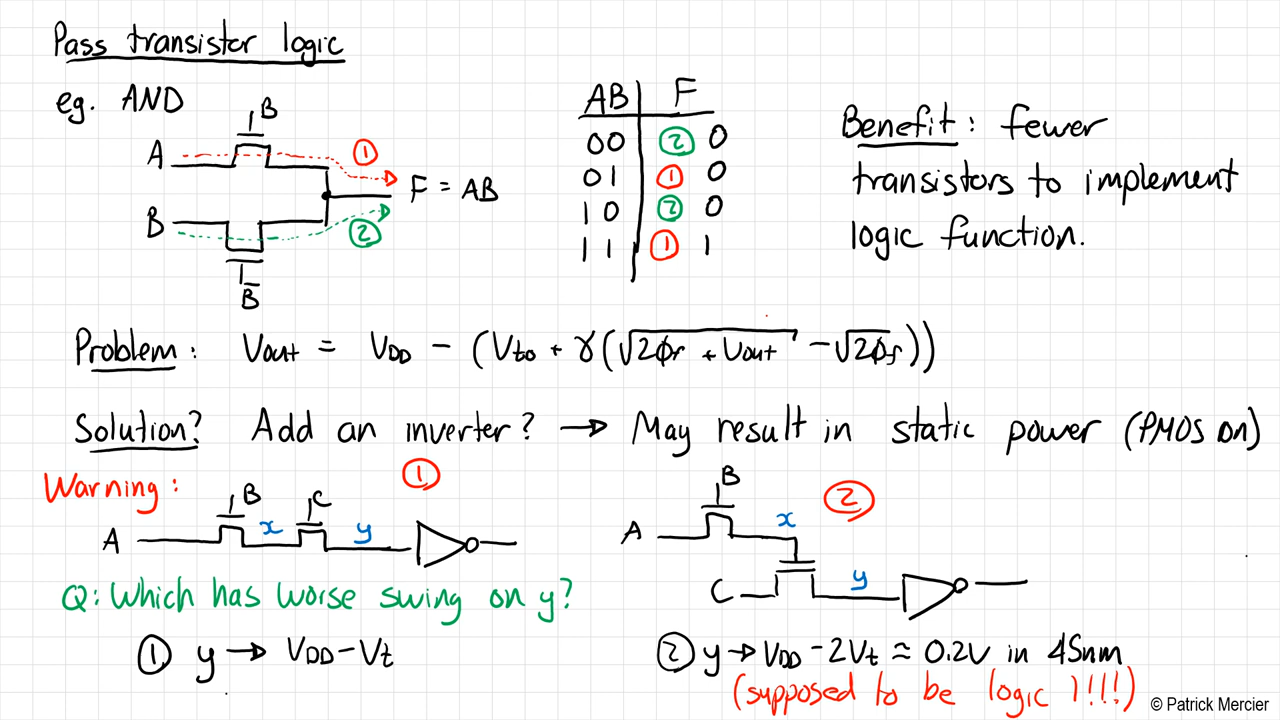 Pass transistor logic
eg. AND
B
A
①
F = AB
B
②
B̅
AB F
00 ② 0
01 ① 0
10 ② 0
11 ① 1
Benefit: fewer
transistors to implement
logic function.
Problem: Vout = VDD - (Vto + γ(√2φf + Vout - √2φf))
Solution? Add an inverter? → May result in static power (PMOS on)
Warning:
①
B
C
A
x
y
②
B
A
x
C
y
Q: Which has worse swing on y?
① y → VDD - Vt
② y → VDD - 2Vt ≈ 0.2V in 45nm
(supposed to be logic 1!!!!)
© Patrick Mercier